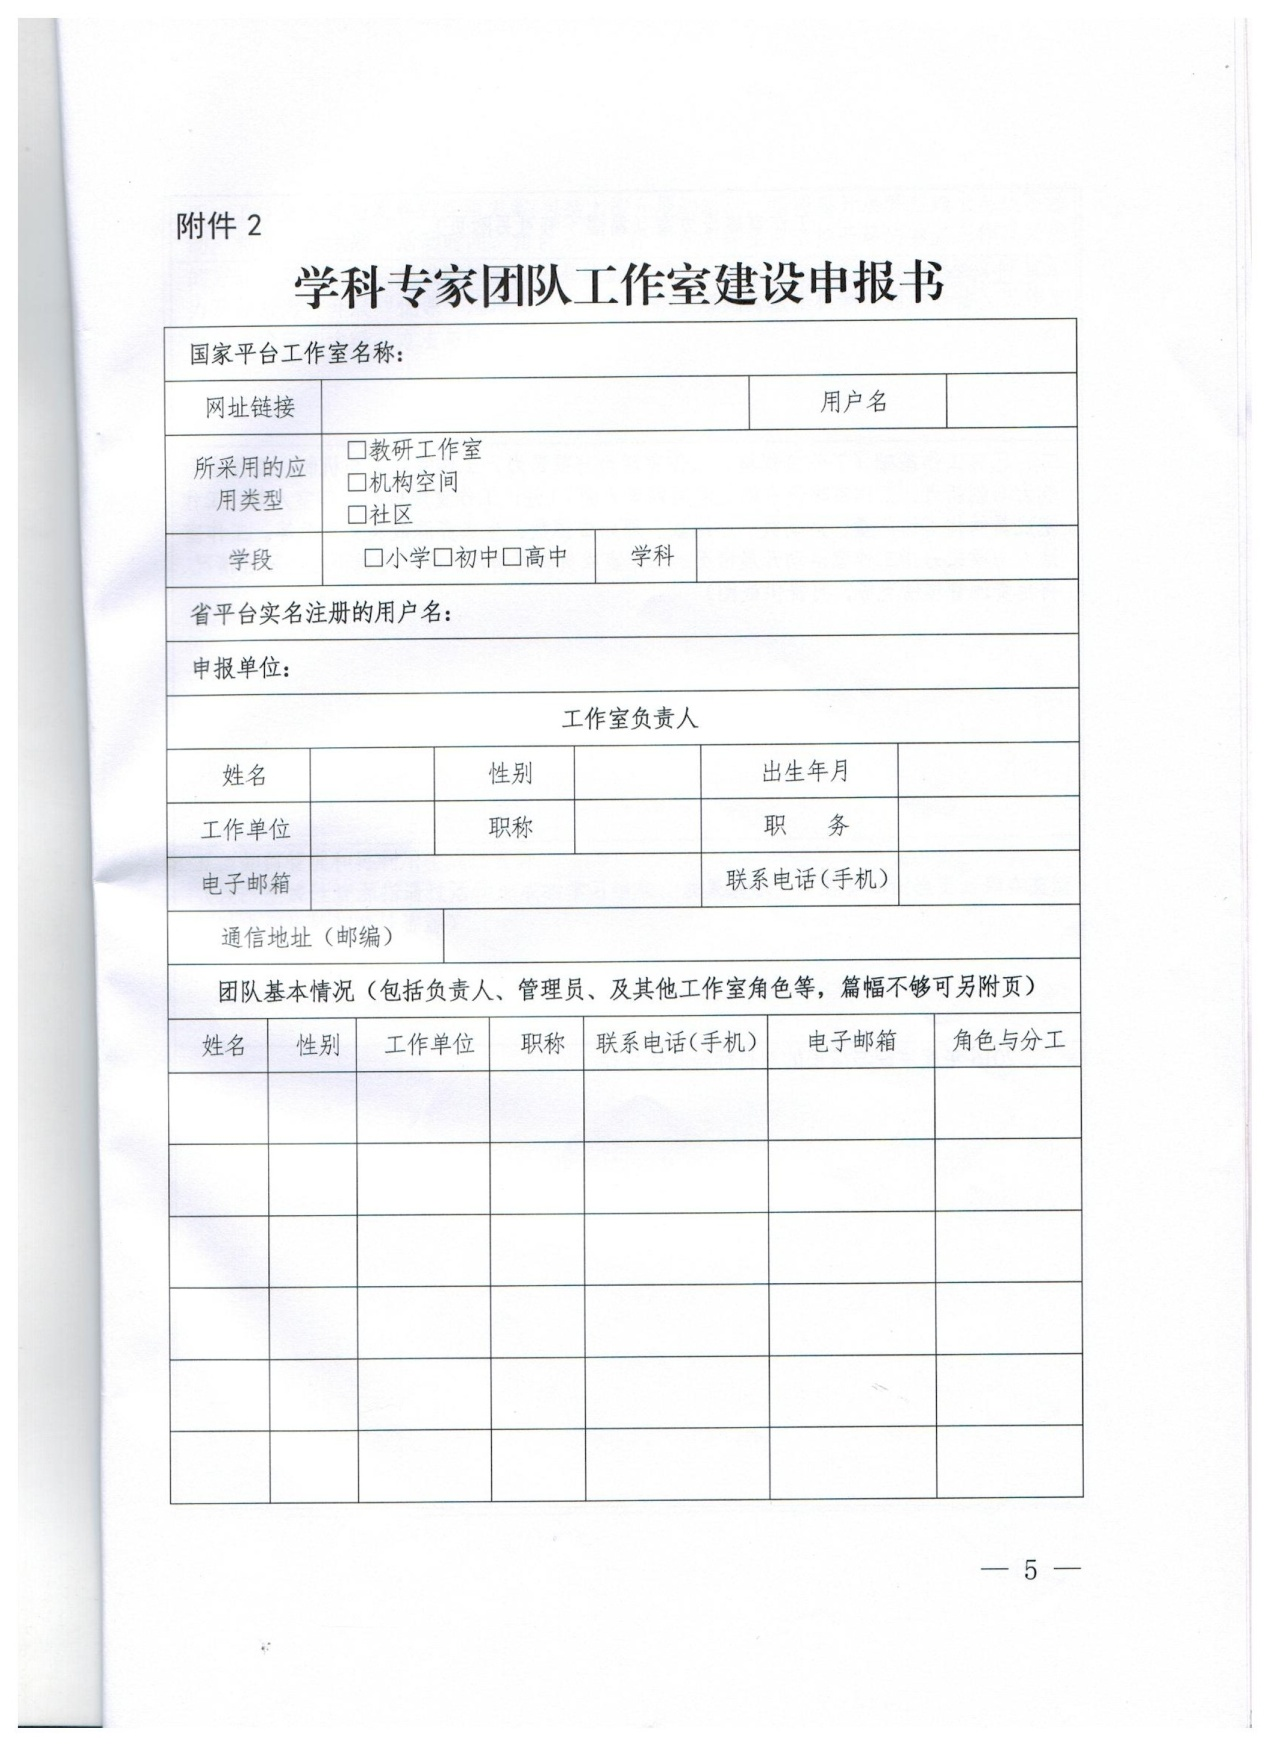 附件 2
学科专家团队工作室建设申报书
国家平台工作室名称:
网址链接 用户名
所采用的应
用类型
□教研工作室
□机构空间
□社区
学段 □小学□初中□高中 学科
省平台实名注册的用户名:
申报单位:
工作室负责人
姓名 性别 出生年月
工作单位 职称 职 务
电子邮箱 联系电话(手机)
通信地址（邮编）
团队基本情况（包括负责人、管理员、及其他工作室角色等，篇幅不够可另附页）
姓名 性别 工作单位 职称 联系电话(手机) 电子邮箱 角色与分工
— 5 —